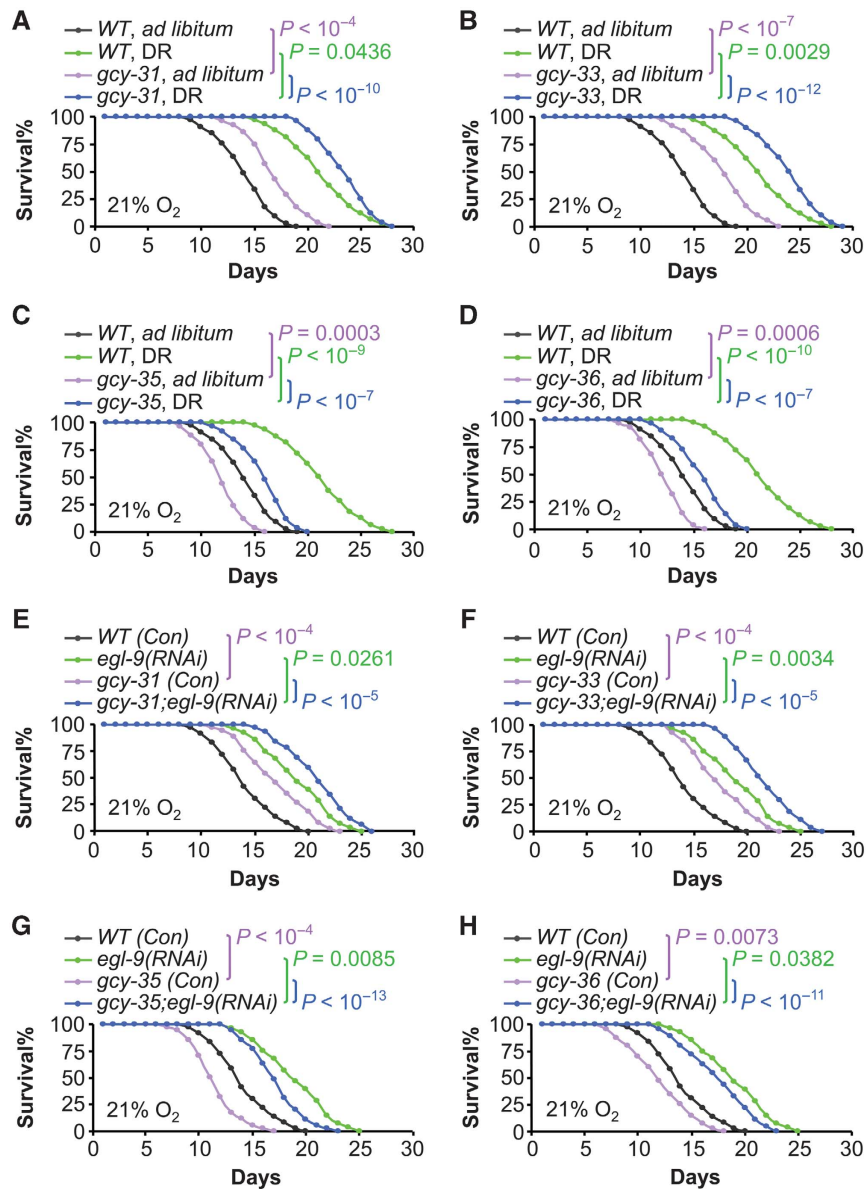 A
WT, ad libitum
WT, DR
gcy-31, ad libitum
gcy-31, DR
P < 10⁻⁴
P = 0.0436
P < 10⁻¹⁰
Survival%
100
75
50
25
0
21% O₂
0 5 10 15 20 25 30
Days
B
WT, ad libitum
WT, DR
gcy-33, ad libitum
gcy-33, DR
P < 10⁻⁷
P = 0.0029
P < 10⁻¹²
Survival%
100
75
50
25
0
21% O₂
0 5 10 15 20 25 30
Days
C
WT, ad libitum
WT, DR
gcy-35, ad libitum
gcy-35, DR
P = 0.0003
P < 10⁻⁹
P < 10⁻⁷
Survival%
100
75
50
25
0
21% O₂
0 5 10 15 20 25 30
Days
D
WT, ad libitum
WT, DR
gcy-36, ad libitum
gcy-36, DR
P = 0.0006
P < 10⁻¹⁰
P < 10⁻⁷
Survival%
100
75
50
25
0
21% O₂
0 5 10 15 20 25 30
Days
E
WT (Con)
egl-9(RNAi)
gcy-31 (Con)
gcy-31;egl-9(RNAi)
P < 10⁻⁴
P = 0.0261
P < 10⁻⁵
Survival%
100
75
50
25
0
21% O₂
0 5 10 15 20 25 30
Days
F
WT (Con)
egl-9(RNAi)
gcy-33 (Con)
gcy-33;egl-9(RNAi)
P < 10⁻⁴
P = 0.0034
P < 10⁻⁵
Survival%
100
75
50
25
0
21% O₂
0 5 10 15 20 25 30
Days
G
WT (Con)
egl-9(RNAi)
gcy-35 (Con)
gcy-35;egl-9(RNAi)
P < 10⁻⁴
P = 0.0085
P < 10⁻¹³
Survival%
100
75
50
25
0
21% O₂
0 5 10 15 20 25 30
Days
H
WT (Con)
egl-9(RNAi)
gcy-36 (Con)
gcy-36;egl-9(RNAi)
P = 0.0073
P = 0.0382
P < 10⁻¹¹
Survival%
100
75
50
25
0
21% O₂
0 5 10 15 20 25 30
Days